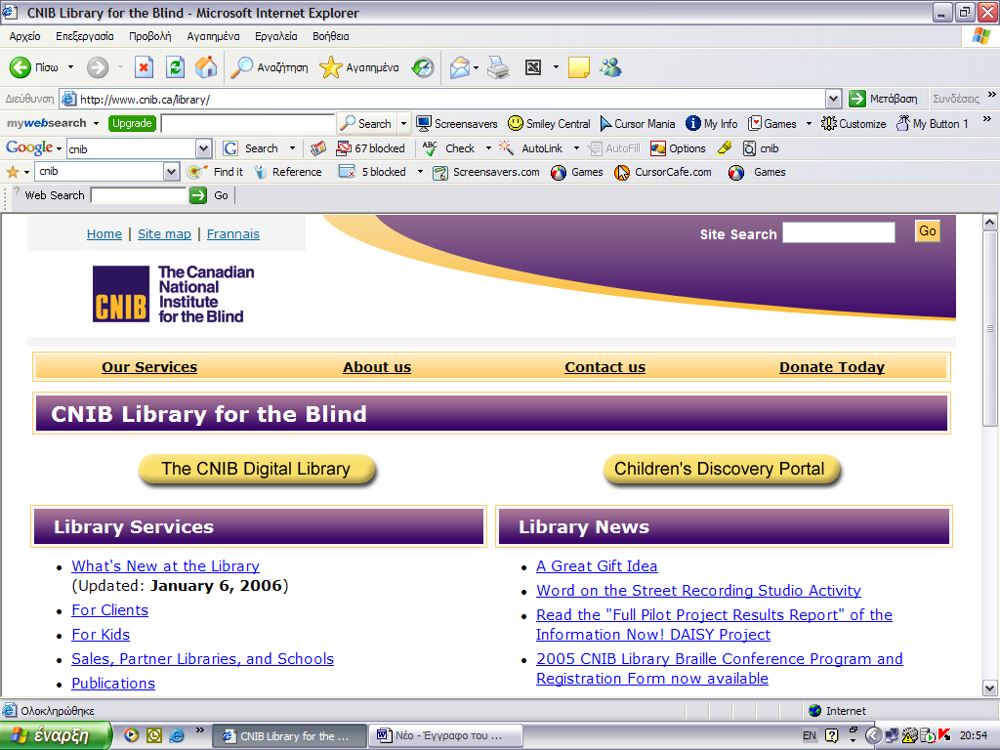 CNIB Library for the Blind - Microsoft Internet Explorer
Αρχείο Επεξεργασία Προβολή Αγαπημένα Εργαλεία Βοήθεια
Πίσω Αναζήτηση Αγαπημένα
Διεύθυνση http://www.cnib.ca/library/ Μετάβαση Συνδέσεις »
mywebsearch Upgrade Search Screensavers Smiley Central Cursor Mania My Info Games Customize My Button 1 »
Google cnib G Search 67 blocked ABC Check AutoLink AutoFill Options cnib
cnib Find it Reference 5 blocked Screensavers.com Games CursorCafe.com Games
? Web Search Go
Home | Site map | Frannais
Site Search Go
CNIB
The Canadian
National
Institute
for the Blind
Our Services About us Contact us Donate Today
CNIB Library for the Blind
The CNIB Digital Library Children's Discovery Portal
Library Services
• What's New at the Library
(Updated: January 6, 2006)
• For Clients
• For Kids
• Sales, Partner Libraries, and Schools
• Publications
Library News
• A Great Gift Idea
• Word on the Street Recording Studio Activity
• Read the "Full Pilot Project Results Report" of the
Information Now! DAISY Project
• 2005 CNIB Library Braille Conference Program and
Registration Form now available
Ολοκληρώθηκε Internet
έναρξη » CNIB Library for the ... Νέο - Έγγραφο του ... EN ? 20:54